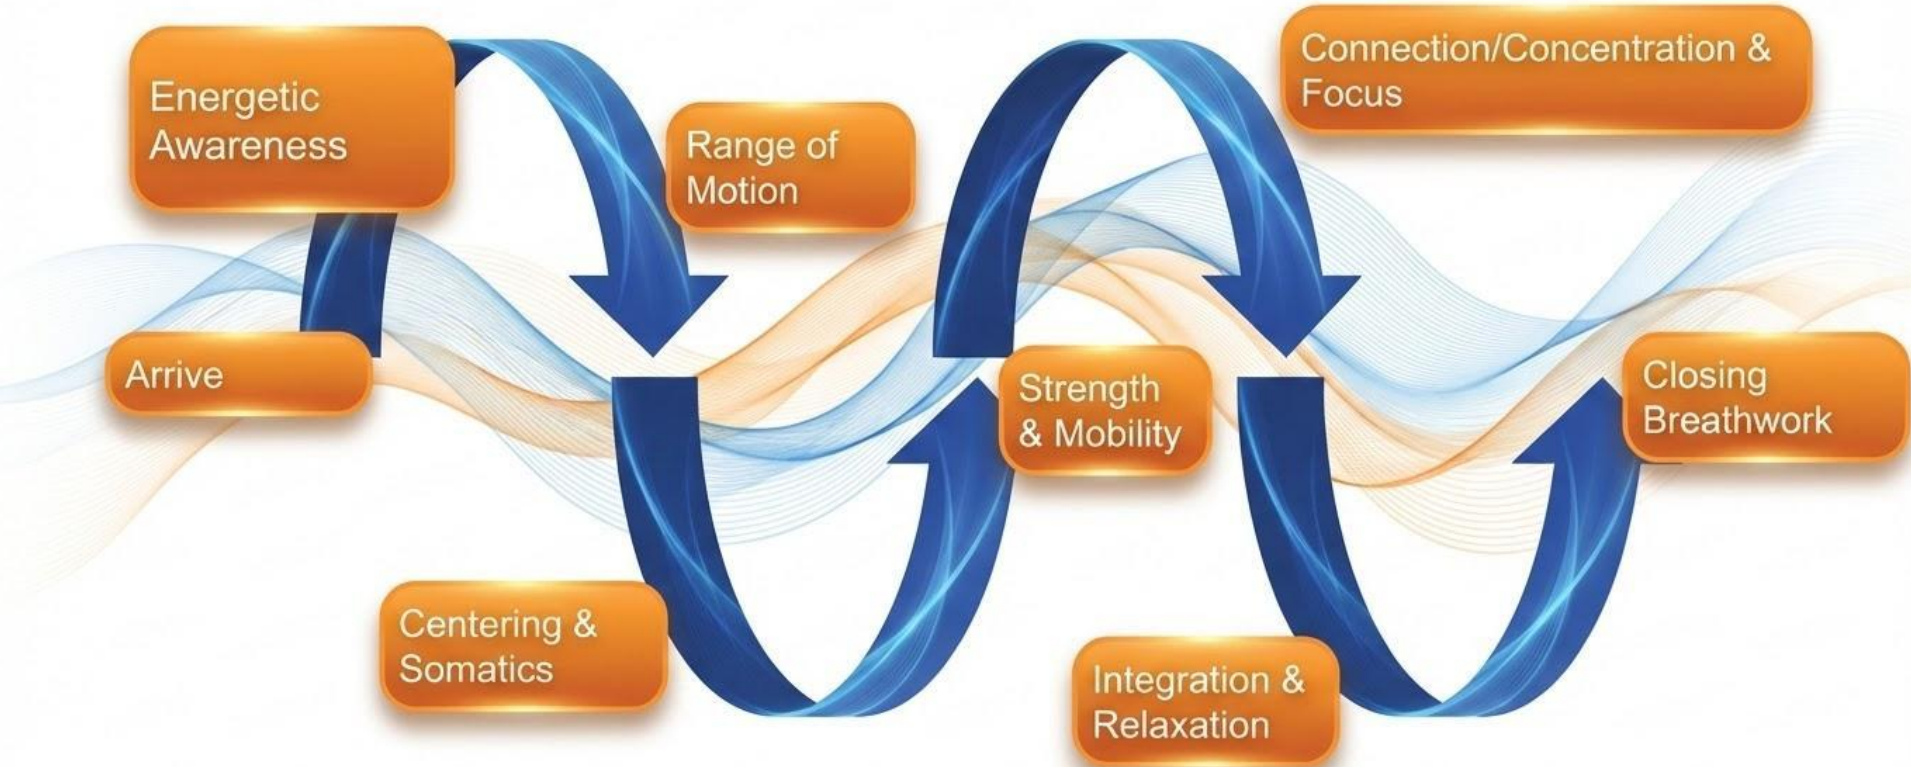 Energetic
Awareness
Arrive
Range of
Motion
Centering &
Somatics
Strength
& Mobility
Connection/Concentration &
Focus
Integration &
Relaxation
Closing
Breathwork